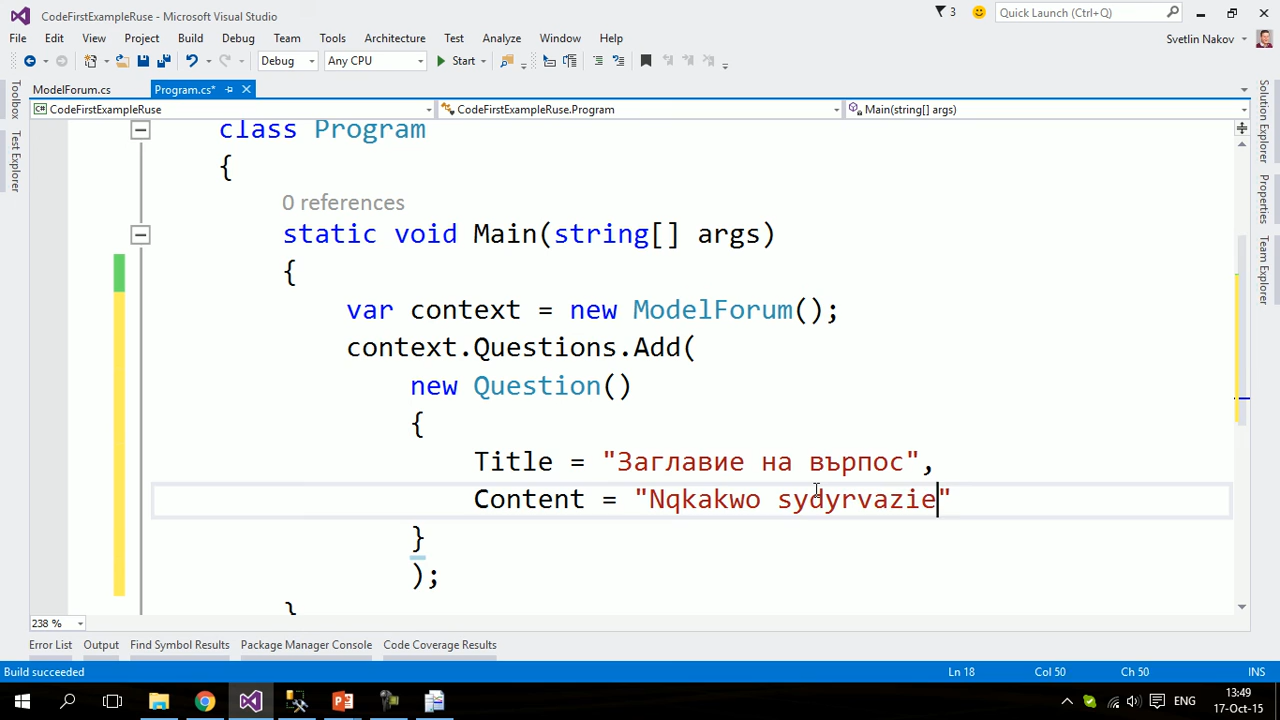 CodeFirstExampleRuse - Microsoft Visual Studio
3
Quick Launch (Ctrl+Q)
File Edit View Project Build Debug Team Tools Architecture Test Analyze Window Help
Svetlin Nakov
Debug Any CPU Start
ModelForum.cs Program.cs*
CodeFirstExampleRuse CodeFirstExampleRuse.Program Main(string[] args)
Toolbox
Test Explorer
Solution Explorer
Properties
Team Explorer
class Program
{
0 references
static void Main(string[] args)
{
var context = new ModelForum();
context.Questions.Add(
new Question()
{
Title = "Заглавие на върпос",
Content = "Nqkakwo sydyrvazie"
}
);
}
238 %
Error List Output Find Symbol Results Package Manager Console Code Coverage Results
Build succeeded Ln 18 Col 50 Ch 50 INS
ENG
13:49
17-Oct-15